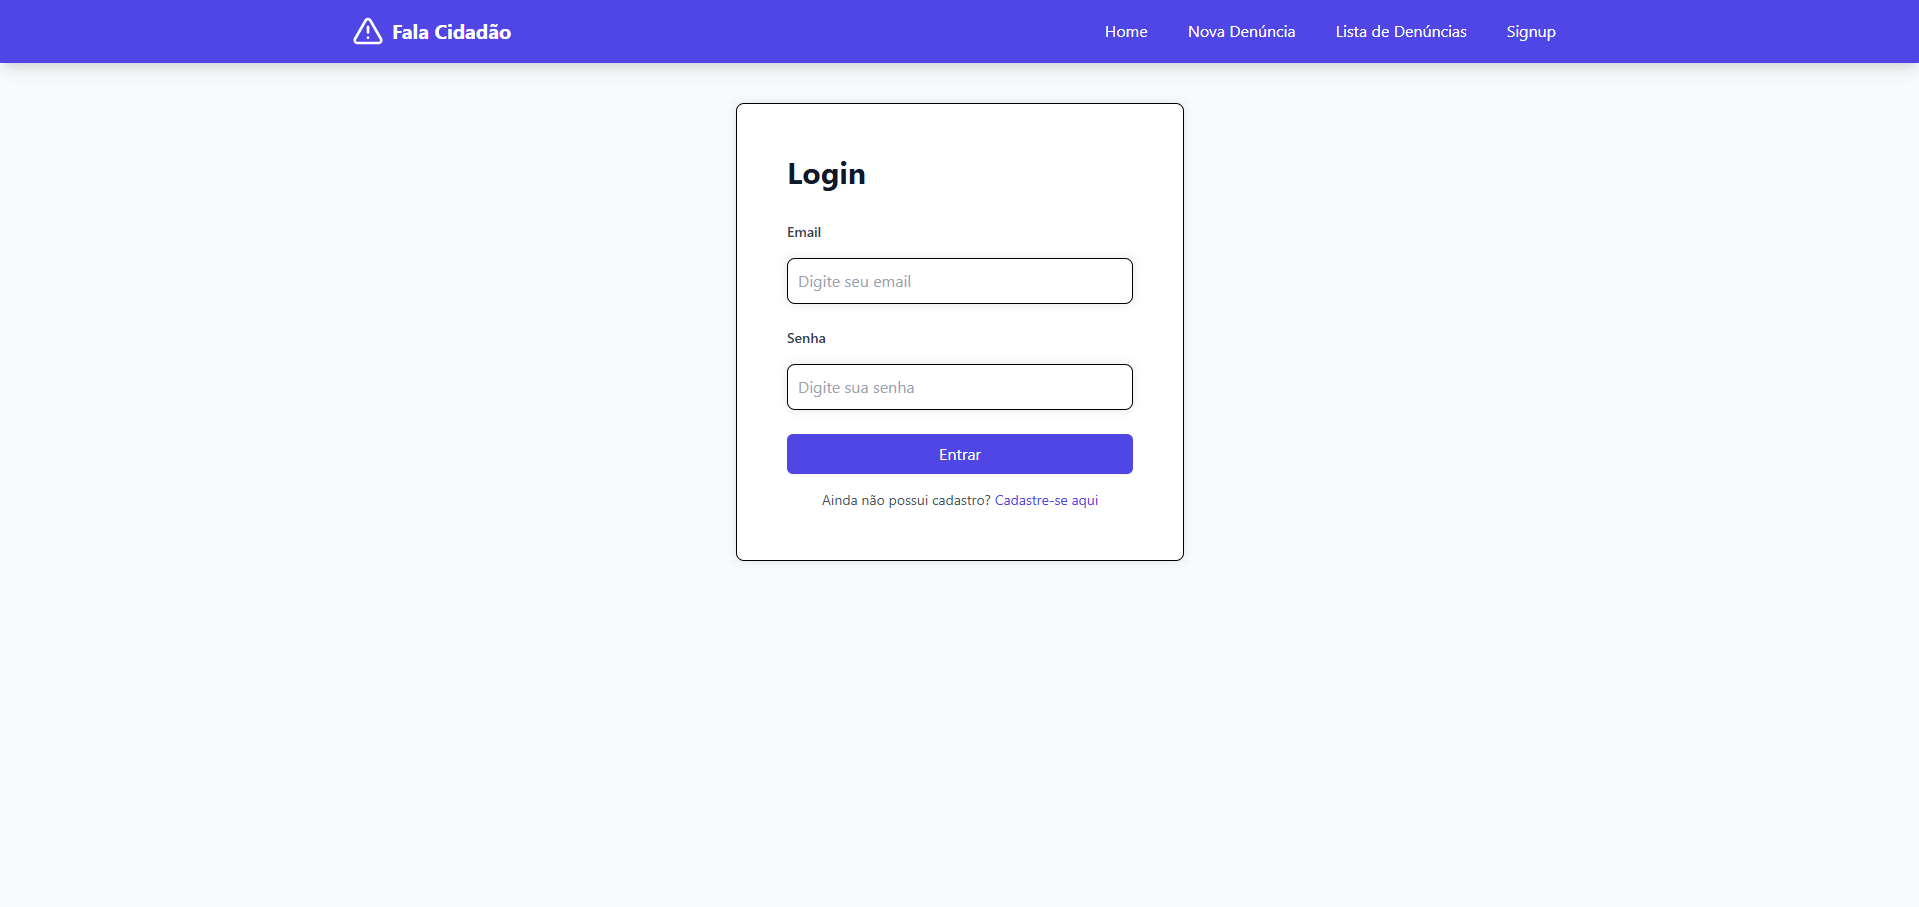 Fala Cidadão
Home
Nova Denúncia
Lista de Denúncias
Signup
Login
Email
Digite seu email
Senha
Digite sua senha
Entrar
Ainda não possui cadastro? Cadastre-se aqui